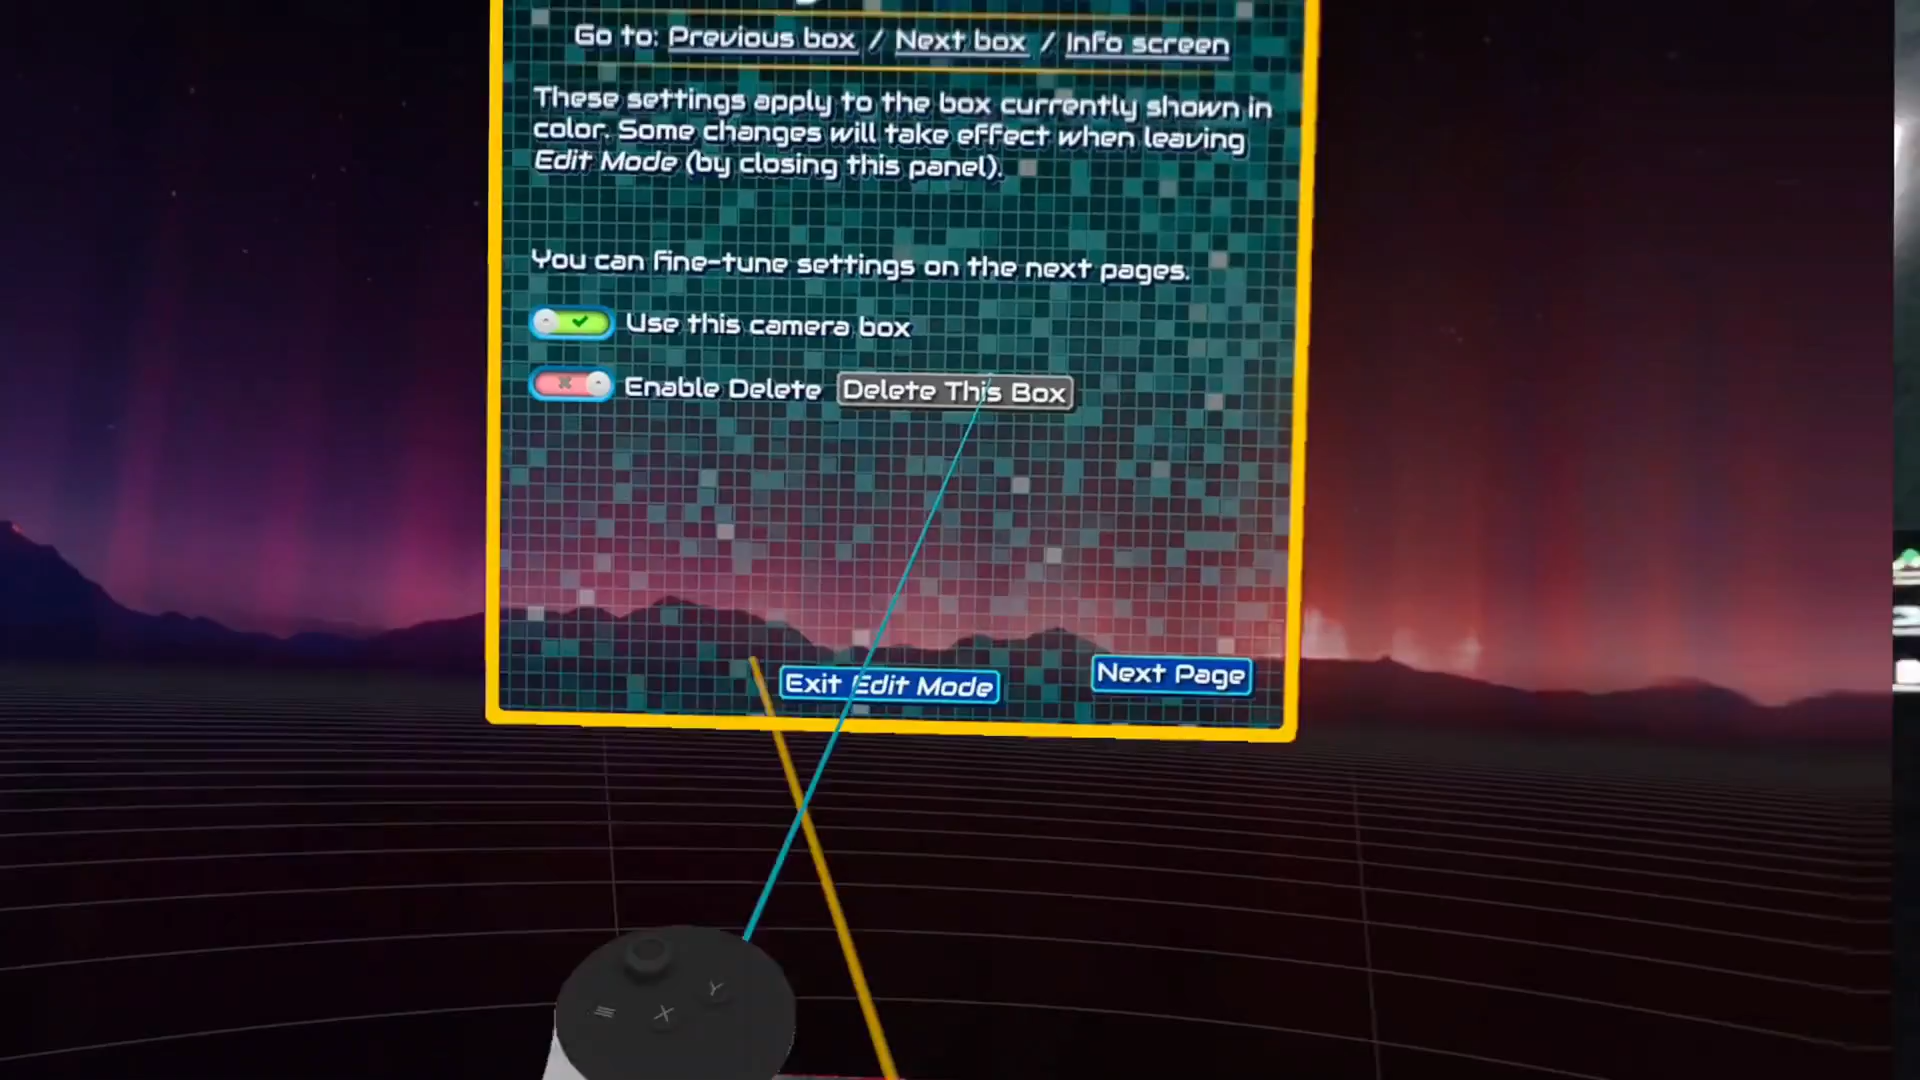 Go to: Previous box / Next box / Info screen
These settings apply to the box currently shown in
color. Some changes will take effect when leaving
Edit Mode (by closing this panel).
You can fine-tune settings on the next pages.
Use this camera box
Enable Delete Delete This Box
Exit Edit Mode
Next Page
Y
X